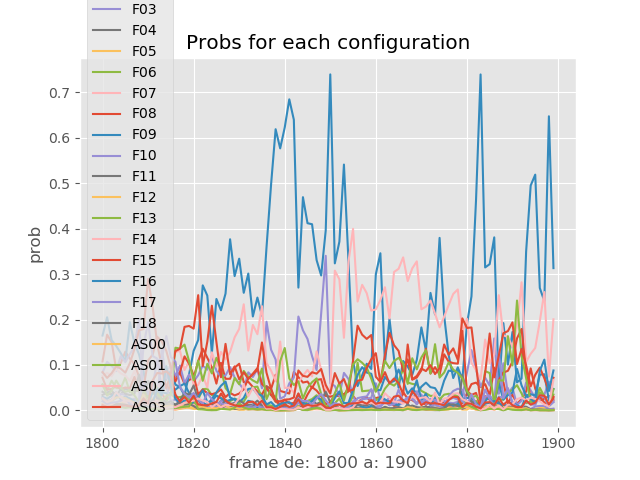 F03
F04
F05
F06
F07
F08
F09
F10
F11
F12
F13
F14
F15
F16
F17
F18
AS00
AS01
AS02
AS03
Probs for each configuration
prob
0.7
0.6
0.5
0.4
0.3
0.2
0.1
0.0
1800 1820 1840 1860 1880 1900
frame de: 1800 a: 1900